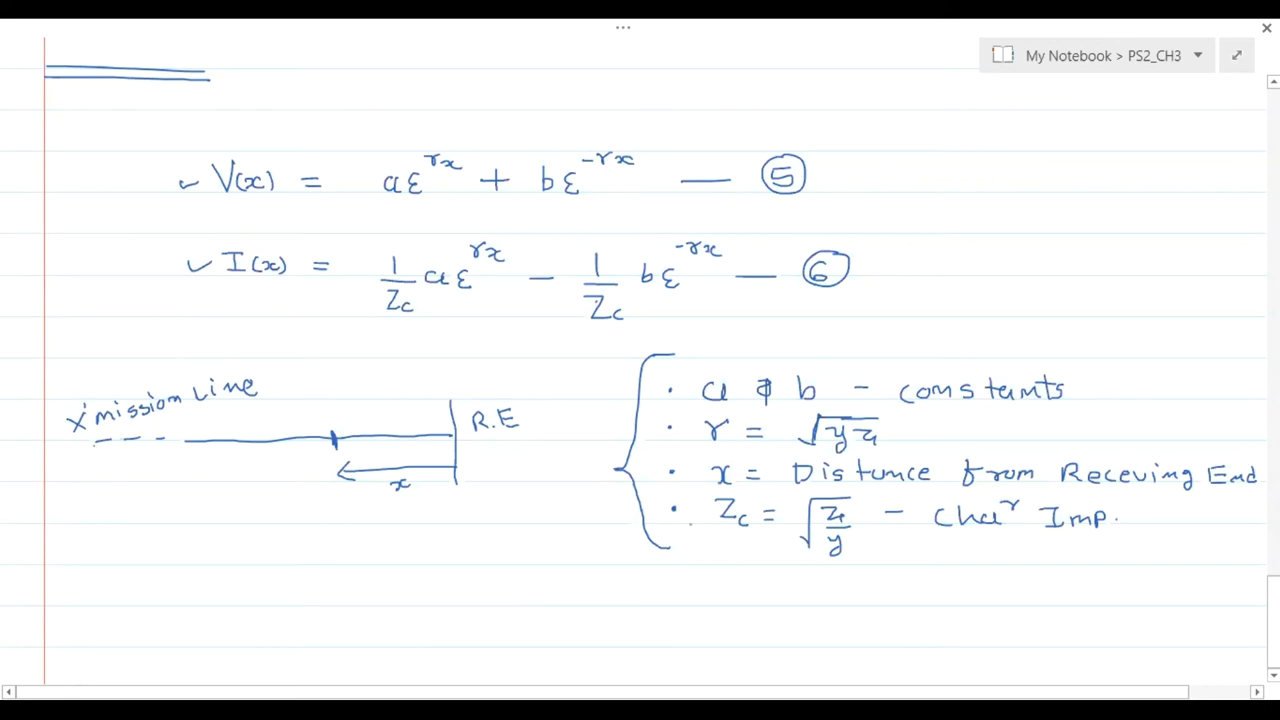 ...
My Notebook > PS2_CH3
V(x) = aε^γx + bε^-γx — ⑤
I(x) = 1/Zc aε^γx - 1/Zc bε^-γx — ⑥
X'mission Line
R.E
x
· a & b - constants
· γ = √yz
· x = Distance from Receving End
· Zc = √z/y - Cha^r Imp.